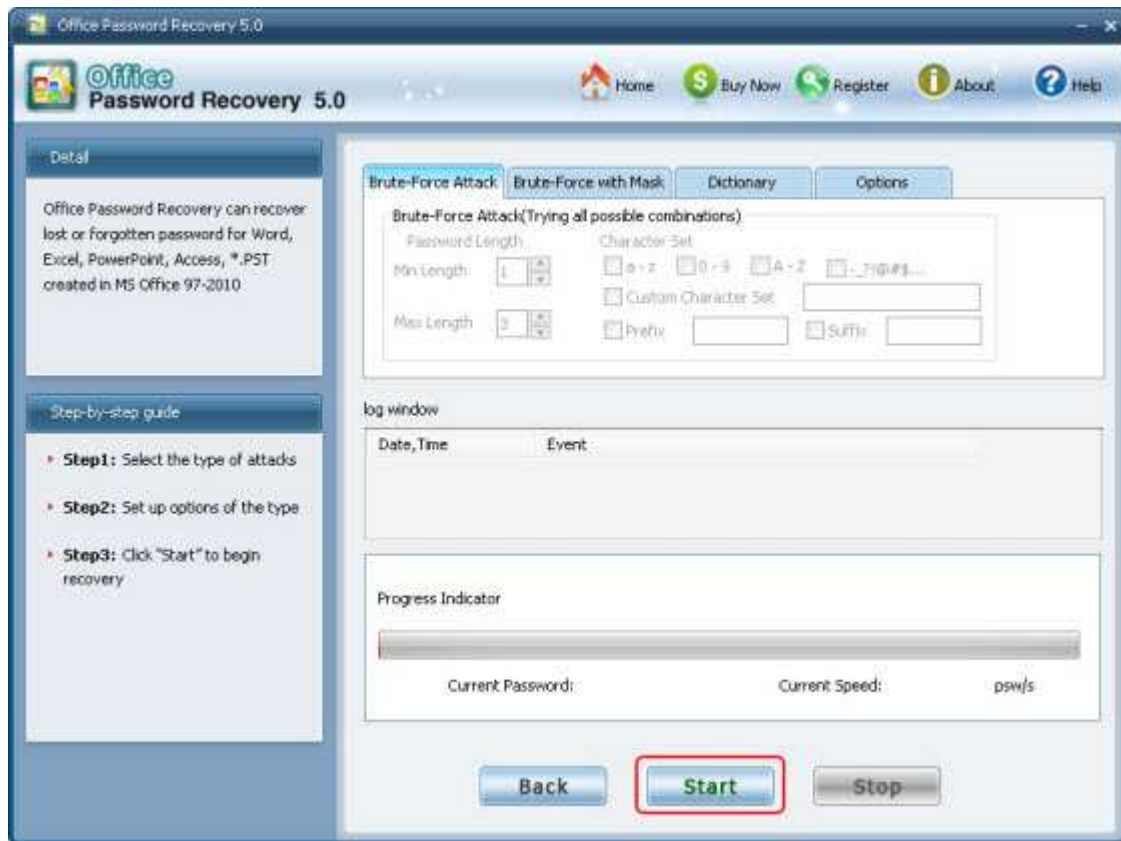 Office Password Recovery 5.0
Office
Password Recovery 5.0
Home Buy Now Register About Help
Detail
Office Password Recovery can recover
lost or forgotten password for Word,
Excel, PowerPoint, Access, *.PST
created in MS Office 97-2010
Step-by-step guide
Step1: Select the type of attacks
Step2: Set up options of the type
Step3: Click "Start" to begin
recovery
Brute-Force Attack Brute-Force with Mask Dictionary Options
Brute-Force Attack(Trying all possible combinations)
Password Length Character Set
Min Length 1 a - z 0 - 9 A - Z
Custom Character Set
Max Length 3 Prefix Suffix
log window
Date,Time Event
Progress Indicator
Current Password: Current Speed: psw/s
Back Start Stop